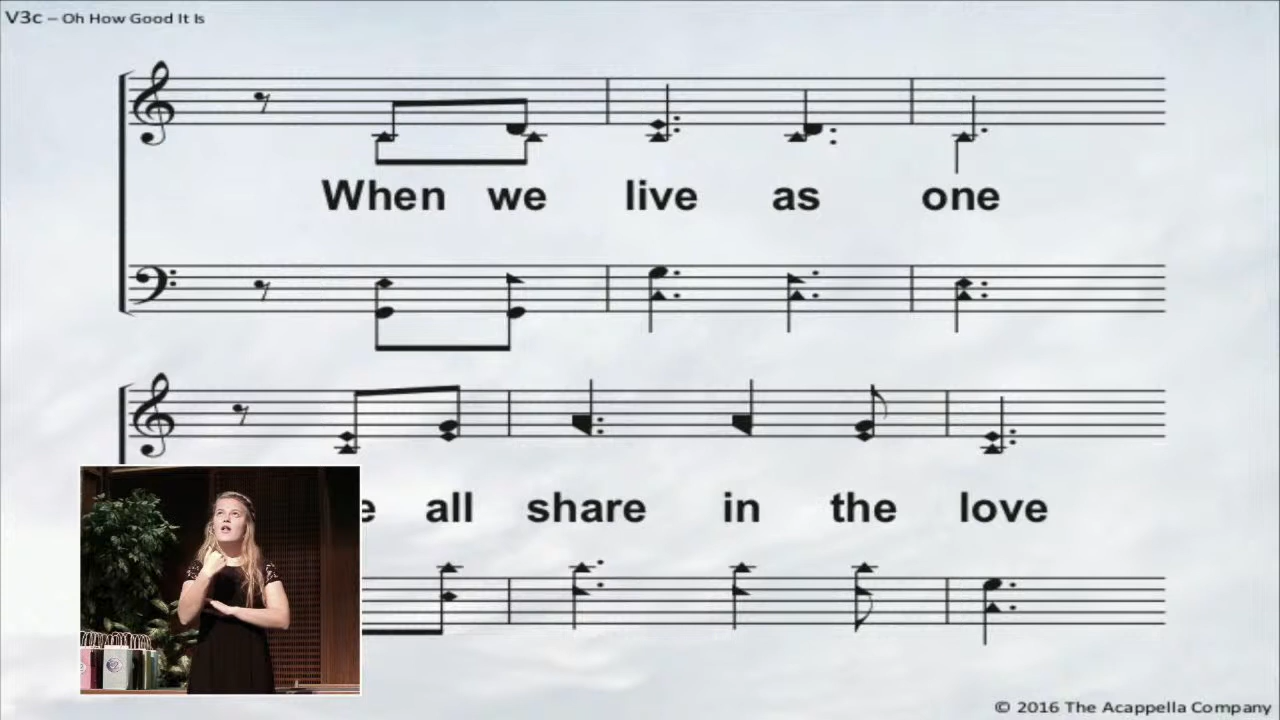 V3c – Oh How Good It Is
When we live as one
all share in the love
© 2016 The Acappella Company